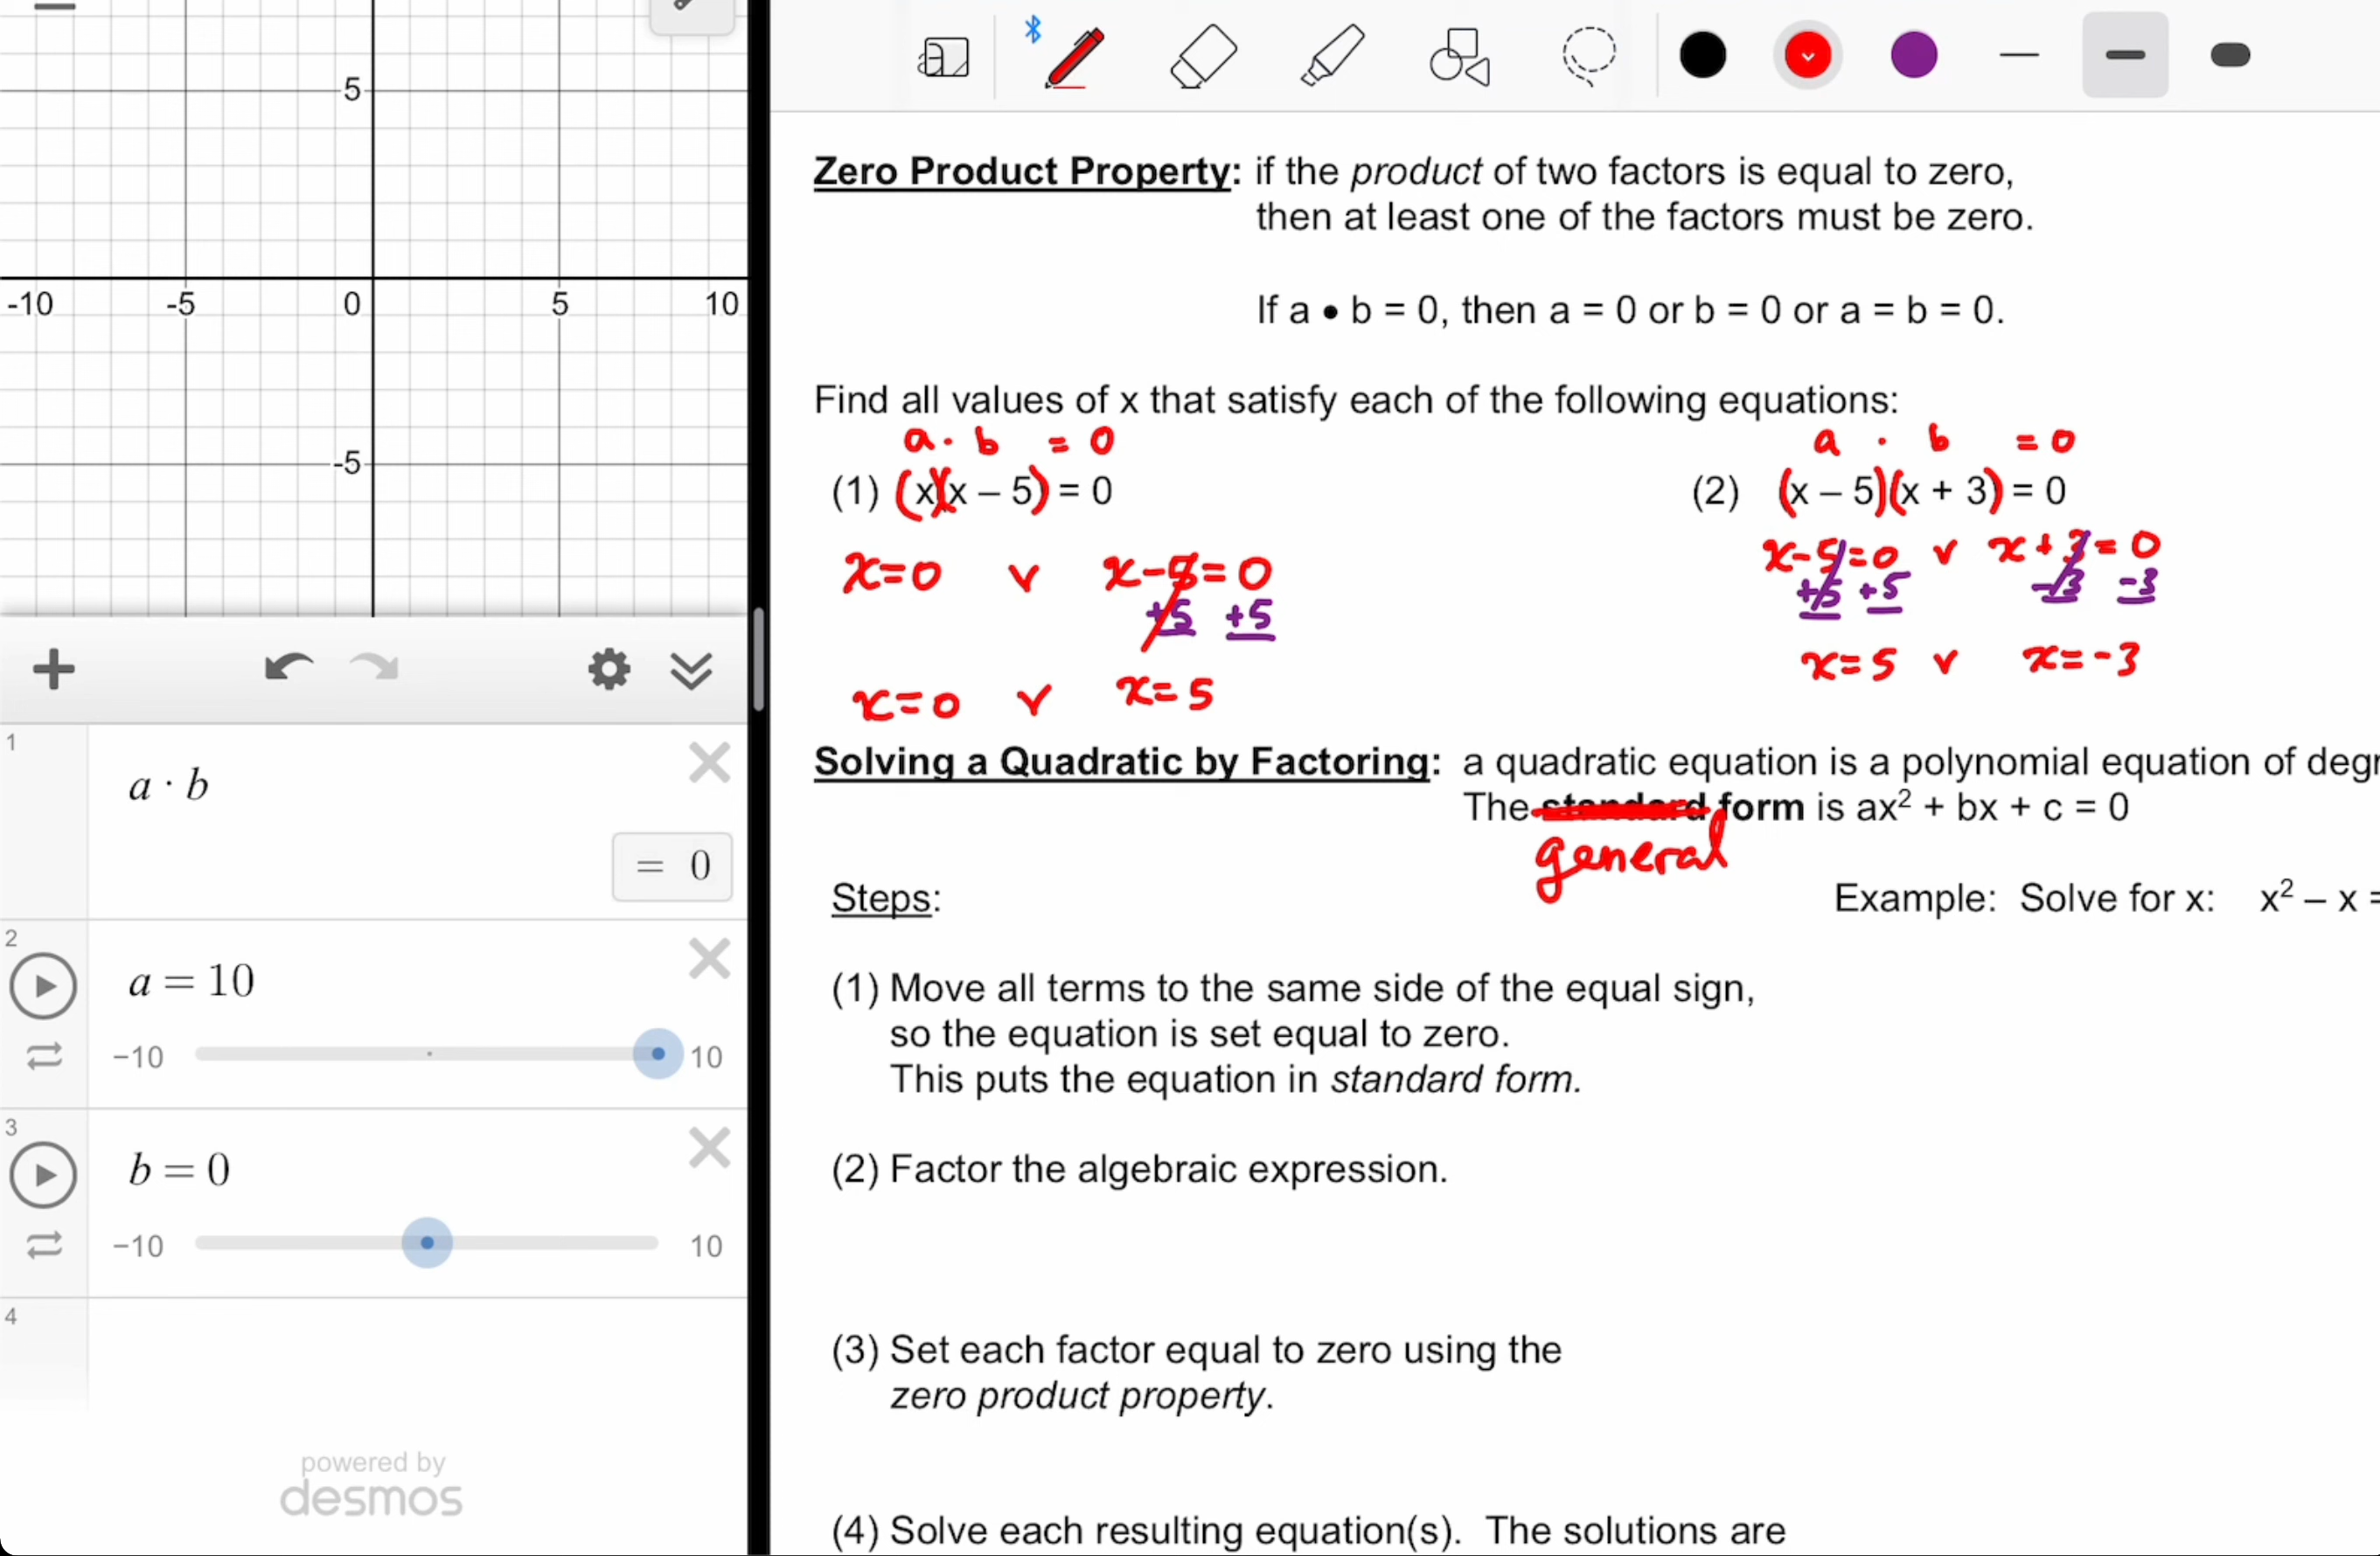 5
-10 -5 0 5 10
-5
1
a · b
= 0
2
a = 10
−10 10
3
b = 0
−10 10
4
powered by
desmos
Zero Product Property: if the product of two factors is equal to zero,
then at least one of the factors must be zero.
If a • b = 0, then a = 0 or b = 0 or a = b = 0.
Find all values of x that satisfy each of the following equations:
a · b = 0
(1) (x)(x – 5) = 0
x=0 v x-5=0
+5 +5
x=0 v x=5
a · b = 0
(2) (x – 5)(x + 3) = 0
x-5=0 v x+3=0
+5 +5 -3 -3
x=5 v x=-3
Solving a Quadratic by Factoring: a quadratic equation is a polynomial equation of degr
The standard form is ax² + bx + c = 0
general
Steps:
Example: Solve for x: x² – x =
(1) Move all terms to the same side of the equal sign,
so the equation is set equal to zero.
This puts the equation in standard form.
(2) Factor the algebraic expression.
(3) Set each factor equal to zero using the
zero product property.
(4) Solve each resulting equation(s). The solutions are